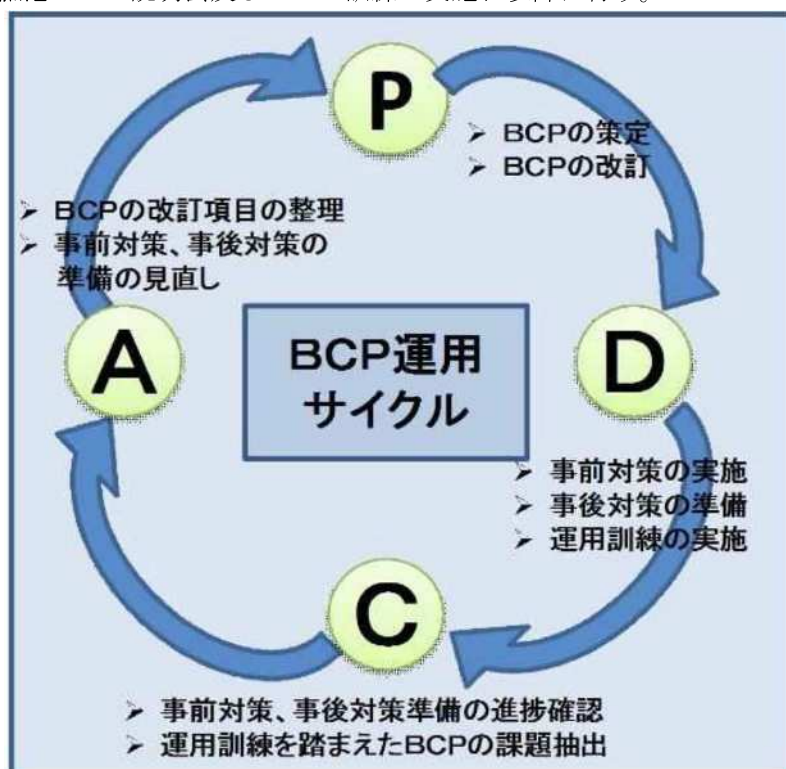 P
➢ BCPの策定
➢ BCPの改訂
➢ BCPの改訂項目の整理
➢ 事前対策、事後対策の
準備の見直し
A
BCP運用
サイクル
D
➢ 事前対策の実施
➢ 事後対策の準備
➢ 運用訓練の実施
C
➢ 事前対策、事後対策準備の進捗確認
➢ 運用訓練を踏まえたBCPの課題抽出